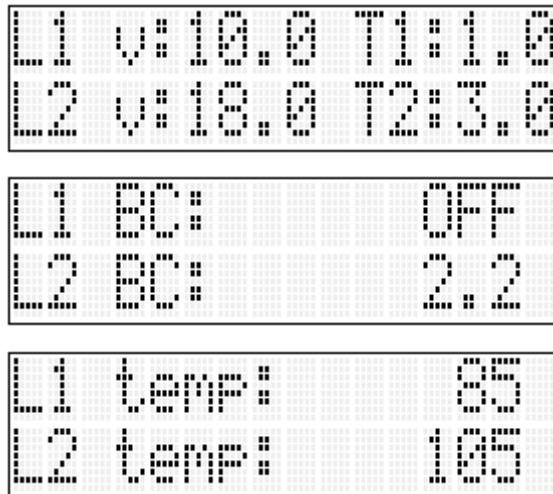 L1 v:10.0 T1:1.0
L2 v:18.0 T2:3.0
L1 BC: OFF
L2 BC: 2.2
L1 temp: 85
L2 temp: 105